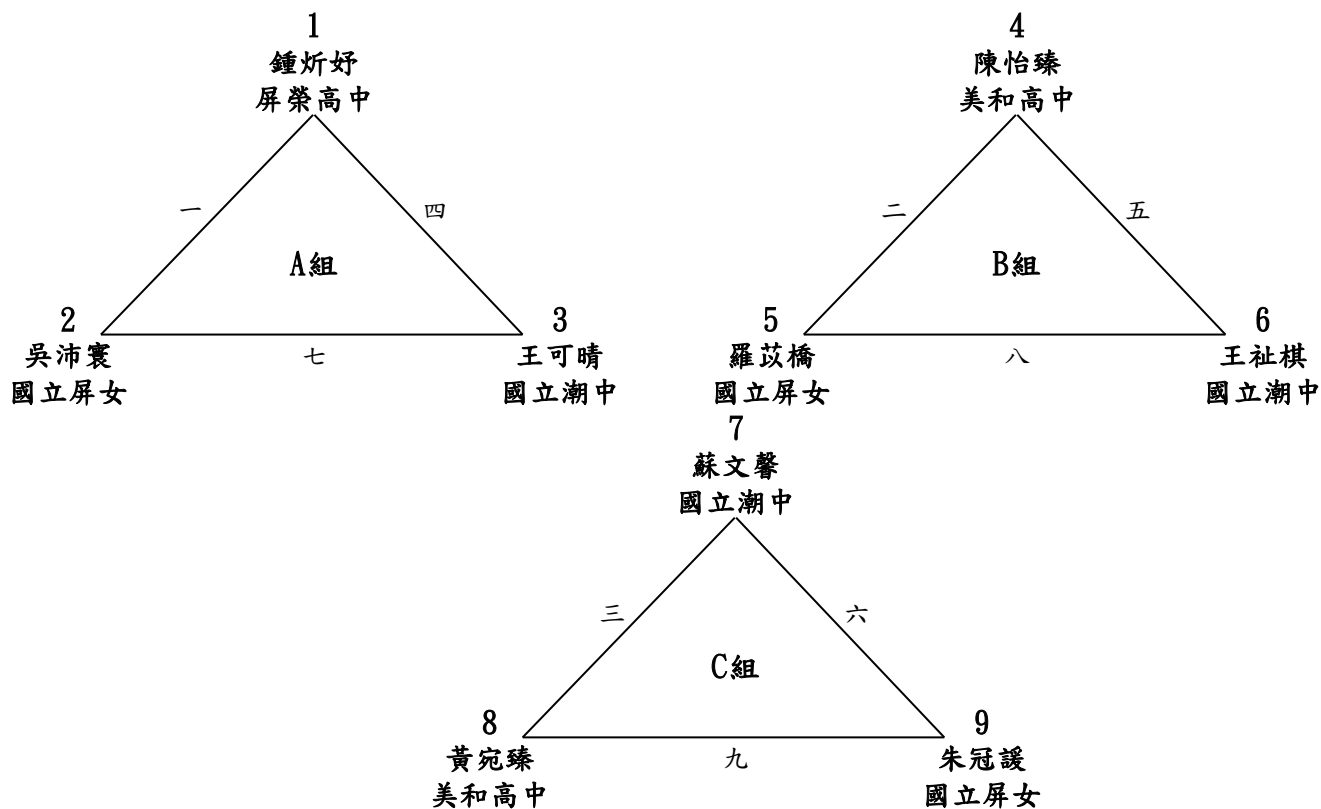 1
鍾炘妤
屏榮高中
一
四
A組
2
吳沛寰
國立屏女
七
3
王可晴
國立潮中
4
陳怡臻
美和高中
二
五
B組
5
羅苡橋
國立屏女
八
6
王祉棋
國立潮中
7
蘇文馨
國立潮中
三
六
C組
8
黃宛臻
美和高中
九
9
朱冠諼
國立屏女